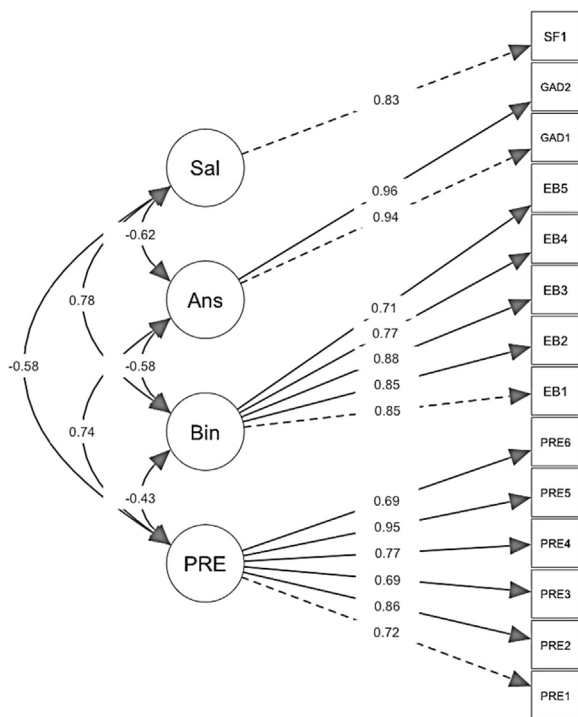 SF1
GAD2
0.83
GAD1
Sal
0.96
EB5
0.94
-0.62
EB4
Ans
0.78
EB3
0.71
EB2
0.77
-0.58
-0.58
0.88
0.85
EB1
0.85
Bin
0.74
PRE6
PRE5
-0.43
0.69
0.95
PRE4
PRE
0.77
0.69
PRE3
0.86
0.72
PRE2
PRE1